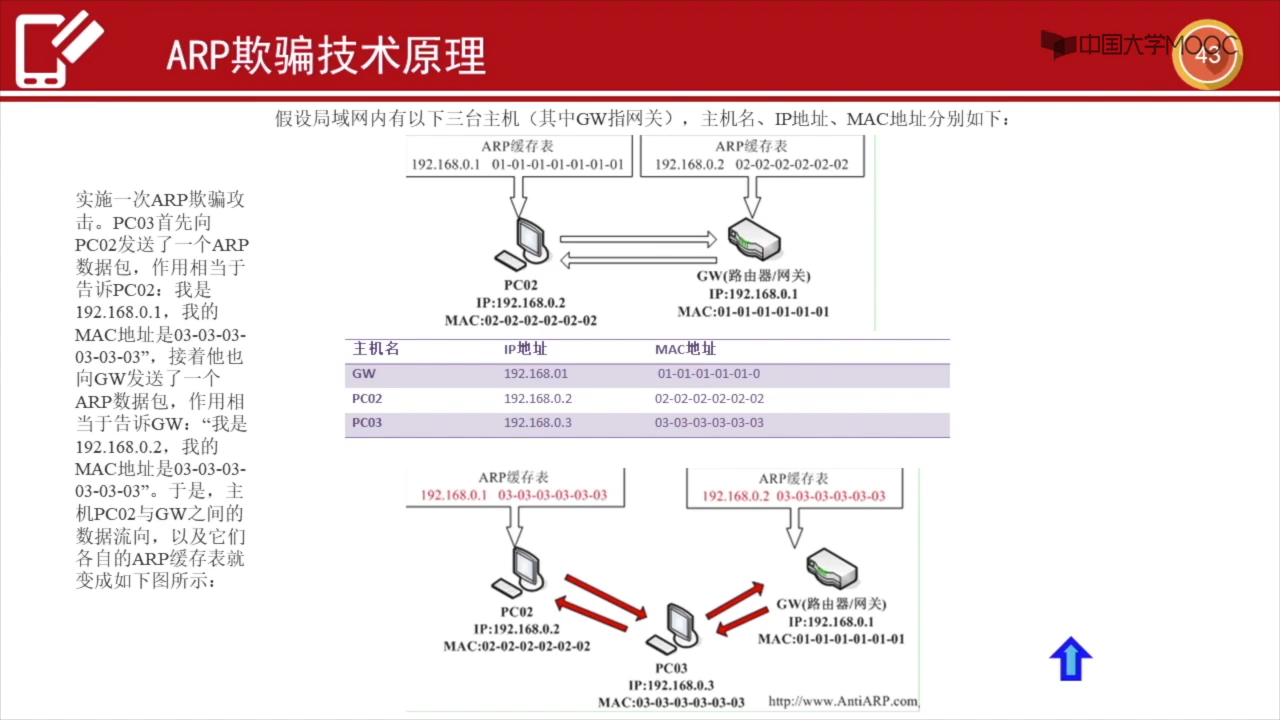 ARP欺骗技术原理
中国大学MOOC
43
假设局域网内有以下三台主机（其中GW指网关），主机名、IP地址、MAC地址分别如下：
实施一次ARP欺骗攻
击。PC03首先向
PC02发送了一个ARP
数据包，作用相当于
告诉PC02：我是
192.168.0.1，我的
MAC地址是03-03-03-
03-03-03”，接着他也
向GW发送了一个
ARP数据包，作用相
当于告诉GW：“我是
192.168.0.2，我的
MAC地址是03-03-03-
03-03-03”。于是，主
机PC02与GW之间的
数据流向，以及它们
各自的ARP缓存表就
变成如下图所示：
ARP缓存表
192.168.0.1 01-01-01-01-01-01-01
ARP缓存表
192.168.0.2 02-02-02-02-02-02
PC02
IP:192.168.0.2
MAC:02-02-02-02-02-02
GW(路由器/网关)
IP:192.168.0.1
MAC:01-01-01-01-01-01
主机名 IP地址 MAC地址
GW 192.168.01 01-01-01-01-01-0
PC02 192.168.0.2 02-02-02-02-02-02
PC03 192.168.0.3 03-03-03-03-03-03
ARP缓存表
192.168.0.1 03-03-03-03-03-03
ARP缓存表
192.168.0.2 03-03-03-03-03-03
PC02
IP:192.168.0.2
MAC:02-02-02-02-02-02
GW(路由器/网关)
IP:192.168.0.1
MAC:01-01-01-01-01-01
PC03
IP:192.168.0.3
MAC:03-03-03-03-03-03
http://www.AntiARP.com,